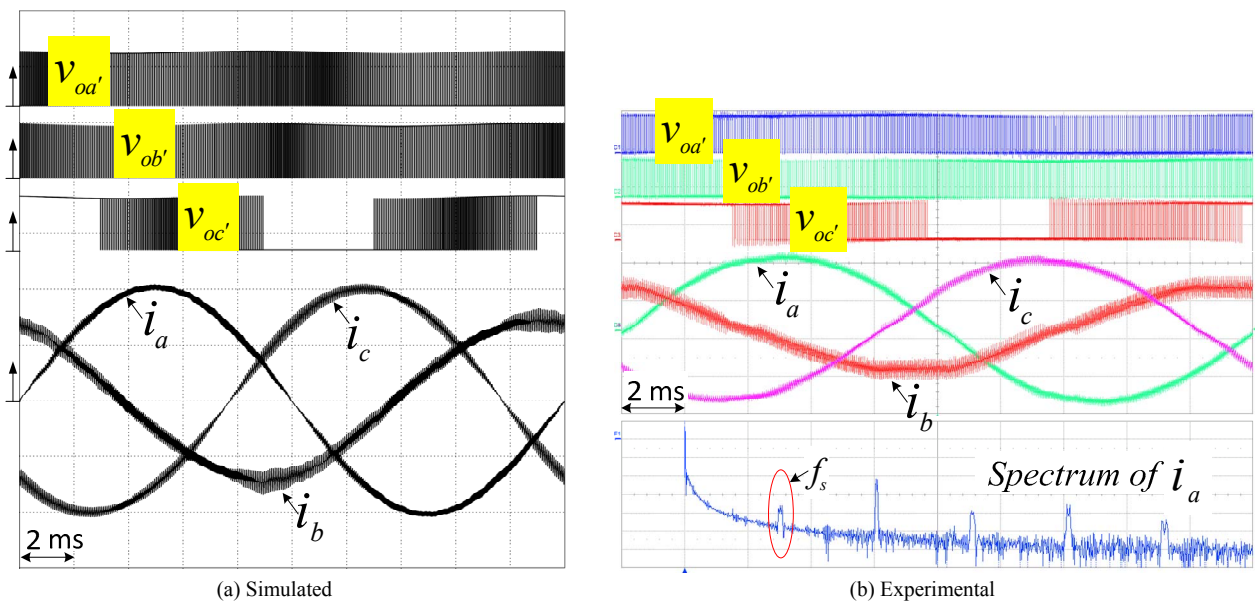 v_oa'
v_ob'
v_oc'
i_a
i_c
i_b
2 ms
(a) Simulated
v_oa'
v_ob'
v_oc'
i_a
i_c
i_b
2 ms
f_s
Spectrum of i_a
(b) Experimental